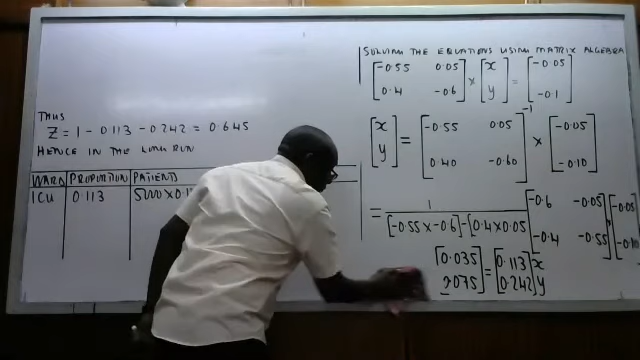 THUS
Z = 1 - 0.113 - 0.242 = 0.645
HENCE IN THE LONG RUN
WARD PROPORTION PATIENTS
ICU 0.113 5000 X 0.1
SOLVING THE EQUATIONS USING MATRIX ALGEBRA
[-0.55 0.05] × [x] = [-0.05]
[0.4 -0.6] [y] [-0.1]
[x] = [-0.55 0.05]⁻¹ × [-0.05]
[y] [0.40 -0.60] [-0.10]
= 1 / [-0.55 x -0.6] - [0.4 x 0.05] [-0.6 -0.05] [-0.05]
[-0.4 -0.55] [-0.10]
[0.035] = [0.113] x
[0.075] [0.242] y